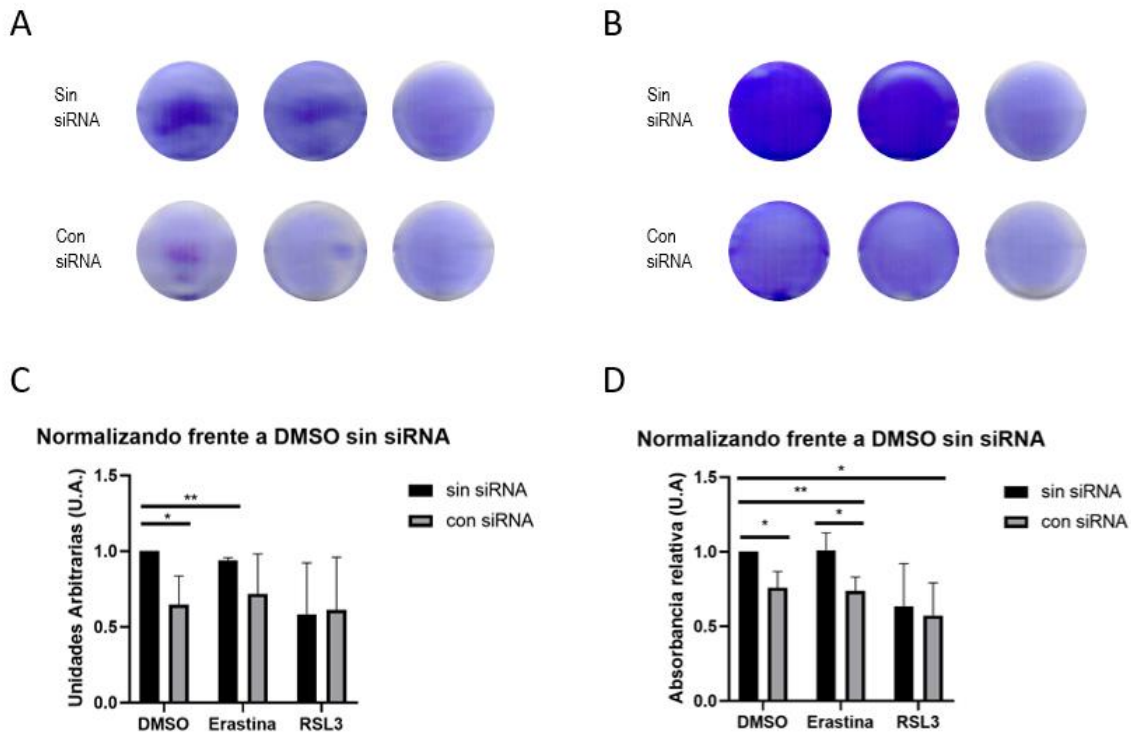 A
B
Sin
siRNA
Sin
siRNA
Con
siRNA
Con
siRNA
C
D
Normalizando frente a DMSO sin siRNA
Normalizando frente a DMSO sin siRNA
Unidades Arbitrarias (U.A.)
1.5
1.0
0.5
0.0
**
*
sin siRNA
con siRNA
DMSO Erastina RSL3
Absorbancia relativa (U.A)
1.5
1.0
0.5
0.0
*
**
*
*
sin siRNA
con siRNA
DMSO Erastina RSL3